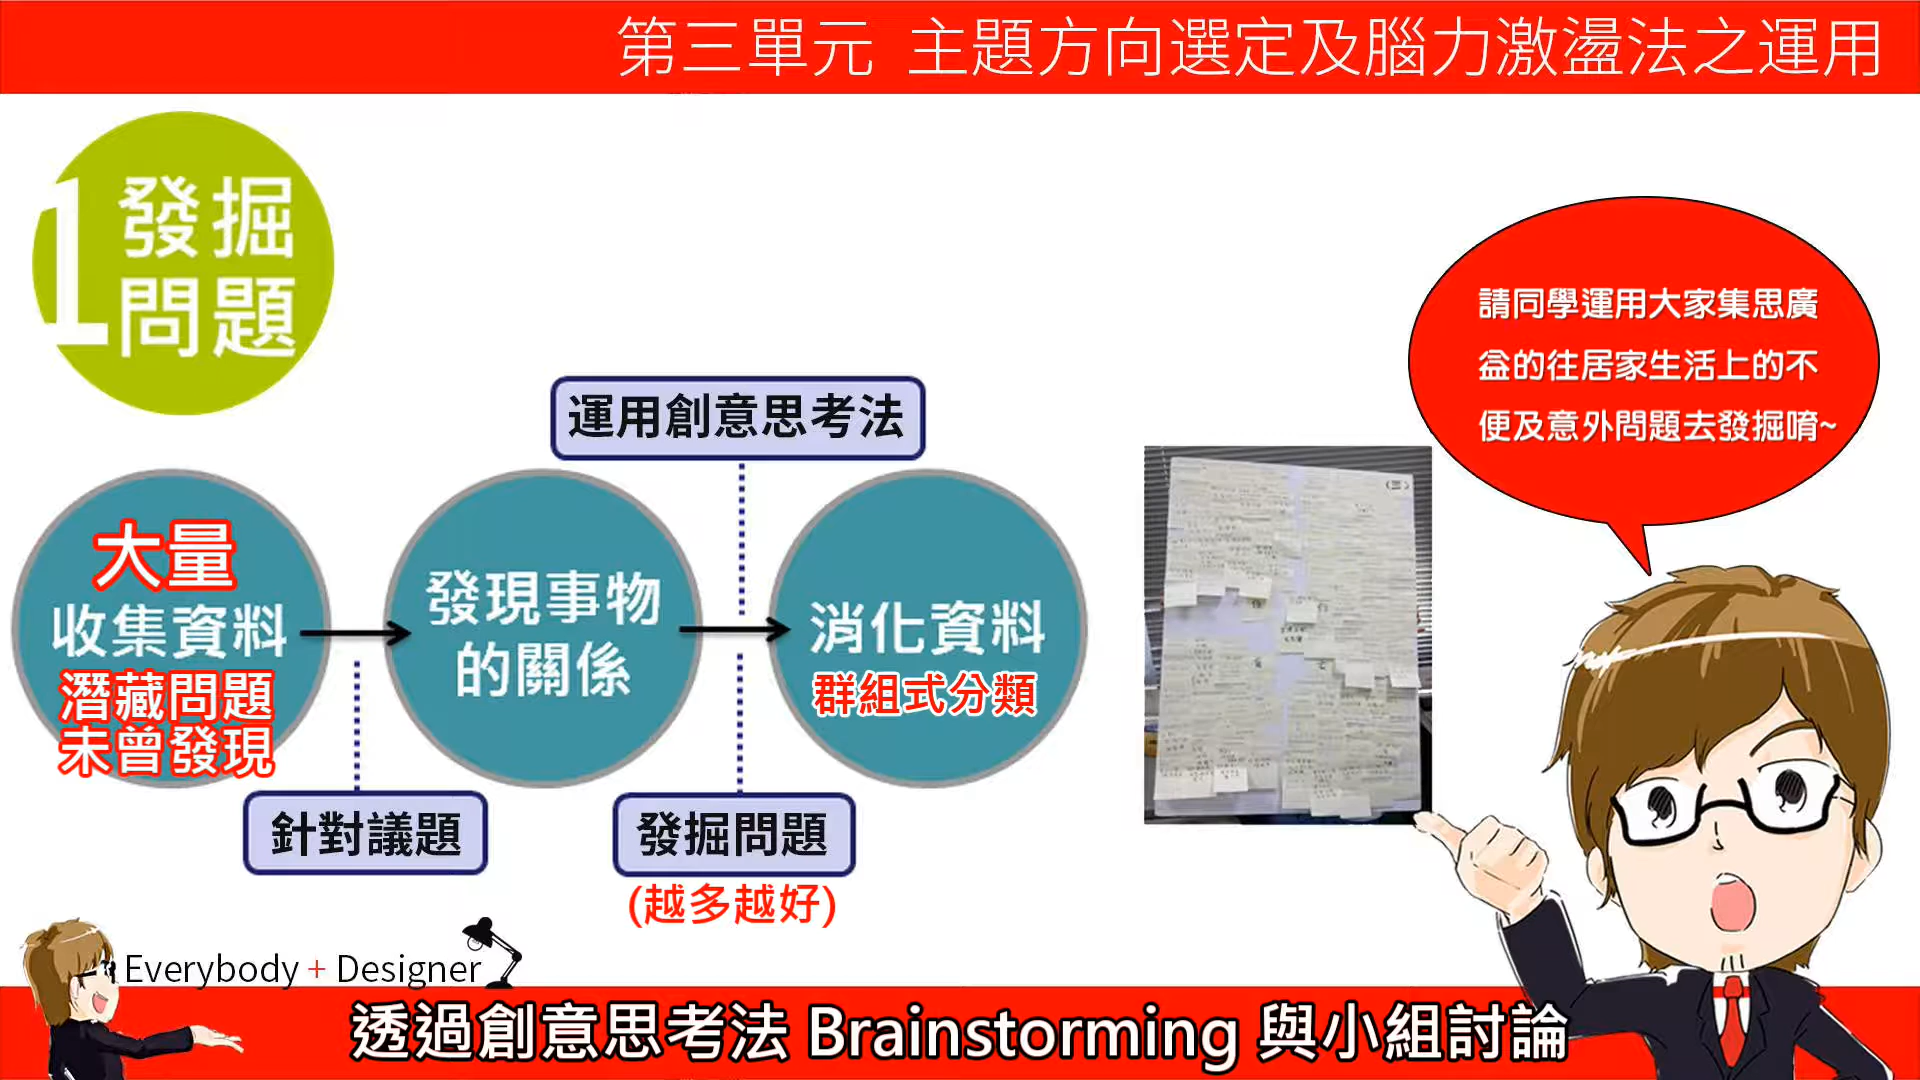 第三單元 主題方向選定及腦力激盪法之運用
1
發掘
問題
請同學運用大家集思廣
益的往居家生活上的不
便及意外問題去發掘唷~
運用創意思考法
大量
收集資料
潛藏問題
未曾發現
發現事物
的關係
消化資料
群組式分類
針對議題
發掘問題
(越多越好)
Everybody + Designer
透過創意思考法 Brainstorming 與小組討論